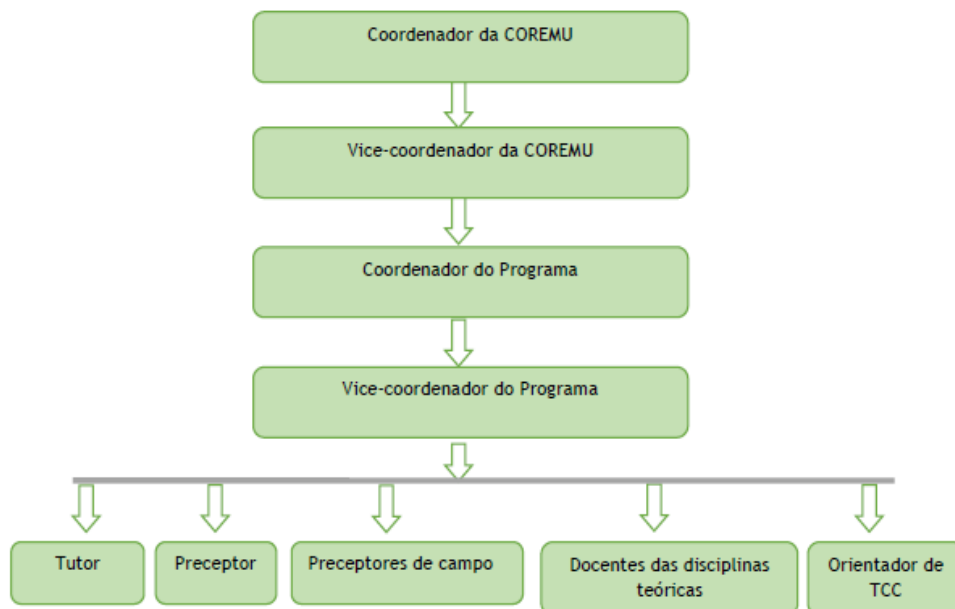 Coordenador da COREMU
Vice-coordenador da COREMU
Coordenador do Programa
Vice-coordenador do Programa
Tutor
Preceptor
Preceptores de campo
Docentes das disciplinas
teóricas
Orientador de
TCC